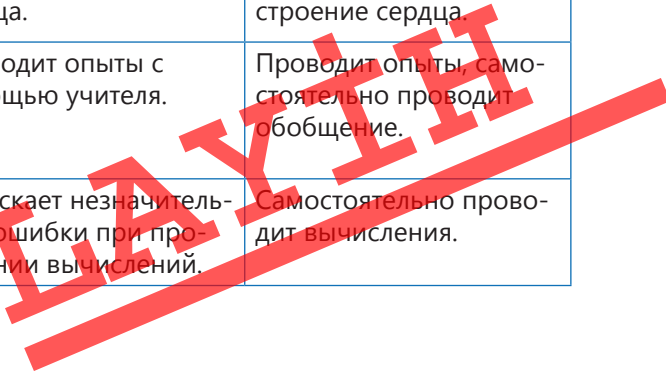 ца.
строение сердца.
одит опыты с
щью учителя.
Проводит опыты, само-
стоятельно проводит
обобщение.
скает незначитель-
ошибки при про-
нии вычислений.
Самостоятельно прово-
дит вычисления.
LAYİH